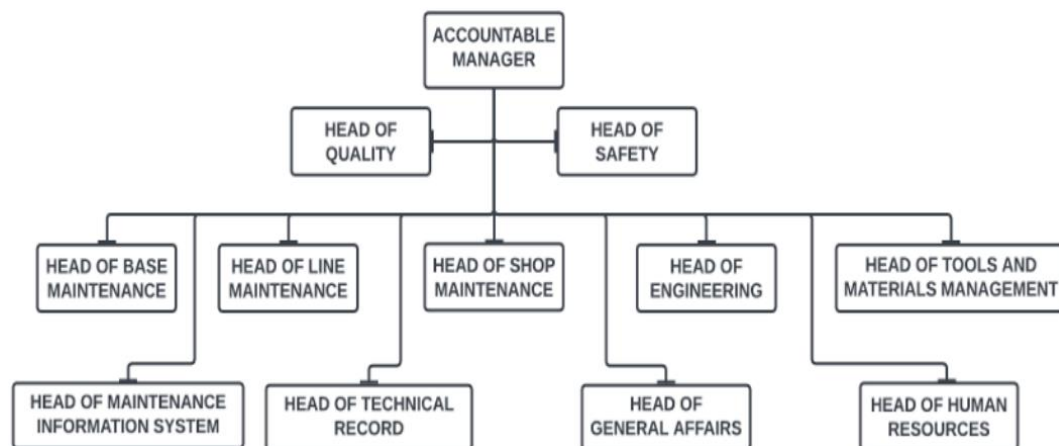 ACCOUNTABLE
MANAGER
HEAD OF
QUALITY
HEAD OF
SAFETY
HEAD OF BASE
MAINTENANCE
HEAD OF LINE
MAINTENANCE
HEAD OF SHOP
MAINTENANCE
HEAD OF
ENGINEERING
HEAD OF TOOLS AND
MATERIALS MANAGEMENT
HEAD OF MAINTENANCE
INFORMATION SYSTEM
HEAD OF TECHNICAL
RECORD
HEAD OF
GENERAL AFFAIRS
HEAD OF HUMAN
RESOURCES